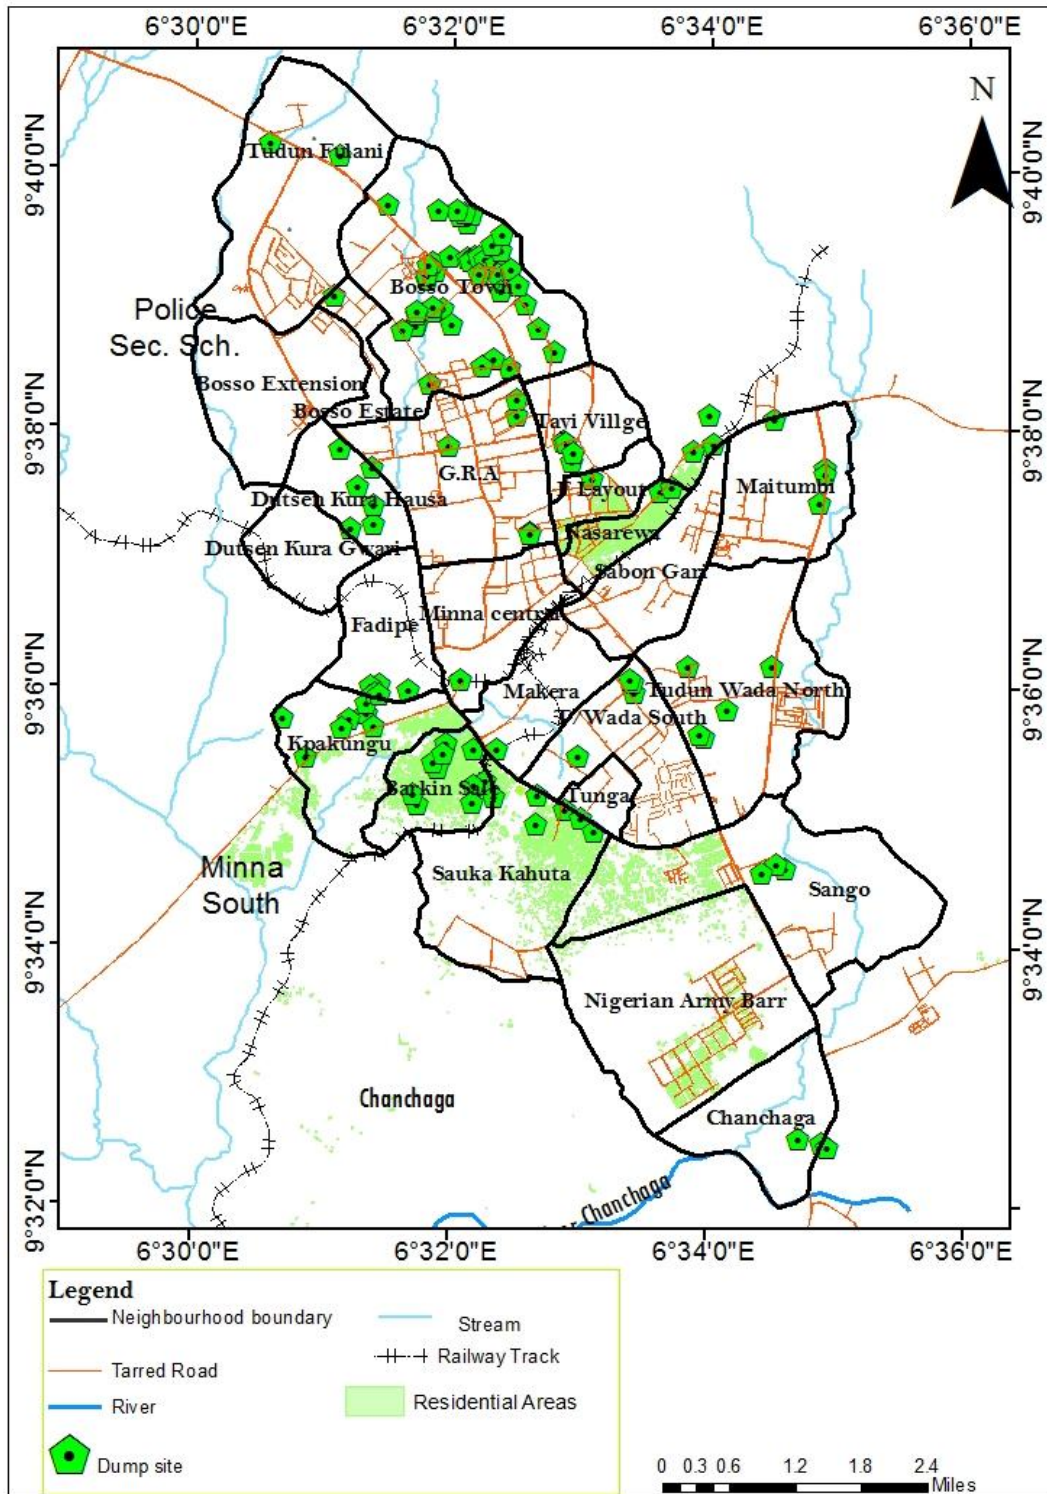 6°30'0"E 6°32'0"E 6°34'0"E 6°36'0"E
N
9°40'0"N 9°40'0"N
Tudun Fulani
Bosso Town
Police
Sec. Sch.
Bosso Extension
Bosso Estate
9°38'0"N 9°38'0"N
Tayi Villge
G.R.A
F Layout
Maitumbi
Dutsen Kura Hausa
Nasarewa
Dutsen Kura Gwari
Sabon Gari
Minna central
Fadipe
9°36'0"N 9°36'0"N
Makera
Tudun Wada North
T/ Wada South
Kpakungu
Barkin Sale
Tunga
Minna
South
Sauka Kahuta
Sango
9°34'0"N 9°34'0"N
Nigerian Army Barr
Chanchaga
Chanchaga
Chanchaga
9°32'0"N
6°30'0"E 6°32'0"E 6°34'0"E 6°36'0"E
Legend
Neighbourhood boundary
Stream
Railway Track
Tarred Road
River
Residential Areas
Dump site
0 0.3 0.6 1.2 1.8 2.4
Miles